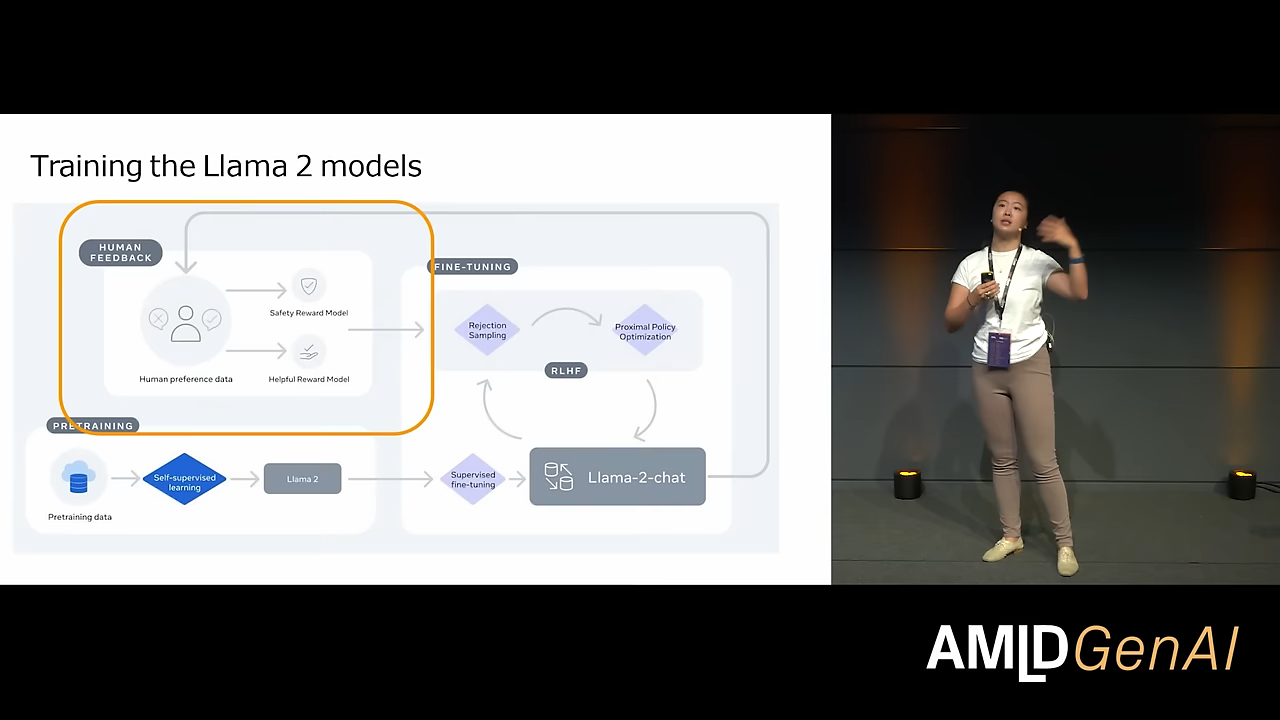 Training the Llama 2 models
HUMAN
FEEDBACK
Safety Reward Model
Human preference data
Helpful Reward Model
FINE-TUNING
Rejection
Sampling
Proximal Policy
Optimization
RLHF
PRETRAINING
Pretraining data
Self-supervised
learning
Llama 2
Supervised
fine-tuning
Llama-2-chat
AMLD GenAI